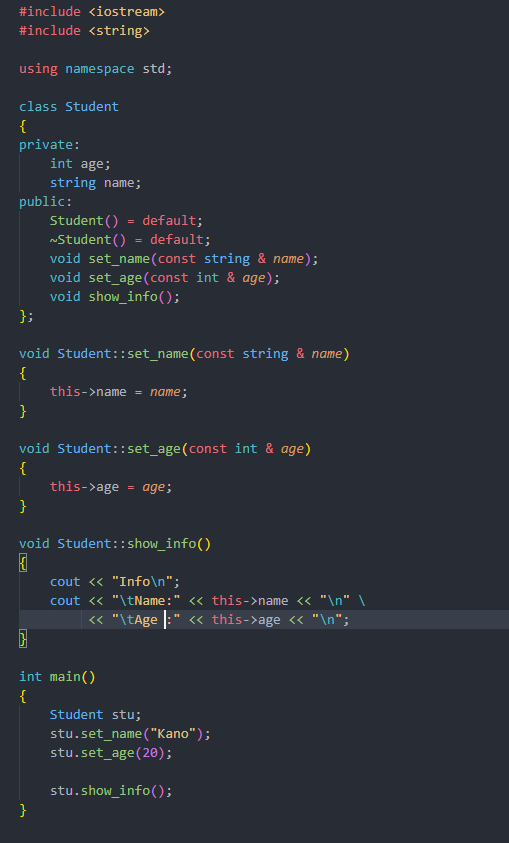 #include <iostream>
#include <string>
using namespace std;
class Student
{
private:
    int age;
    string name;
public:
    Student() = default;
    ~Student() = default;
    void set_name(const string & name);
    void set_age(const int & age);
    void show_info();
};
void Student::set_name(const string & name)
{
    this->name = name;
}
void Student::set_age(const int & age)
{
    this->age = age;
}
void Student::show_info()
{
    cout << "Info\n";
    cout << "\tName:" << this->name << "\n" \
         << "\tAge :" << this->age << "\n";
}
int main()
{
    Student stu;
    stu.set_name("Kano");
    stu.set_age(20);
    stu.show_info();
}